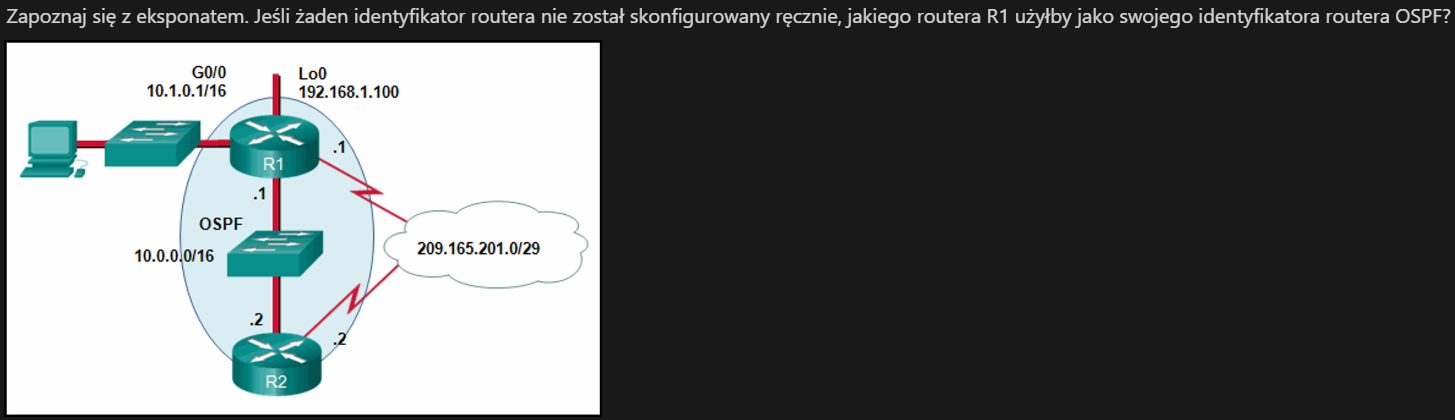 Zapoznaj się z eksponatem. Jeśli żaden identyfikator routera nie został skonfigurowany ręcznie, jakiego routera R1 użyłby jako swojego identyfikatora routera OSPF?
G0/0
10.1.0.1/16
Lo0
192.168.1.100
R1
.1
.1
OSPF
10.0.0.0/16
209.165.201.0/29
.2
.2
R2